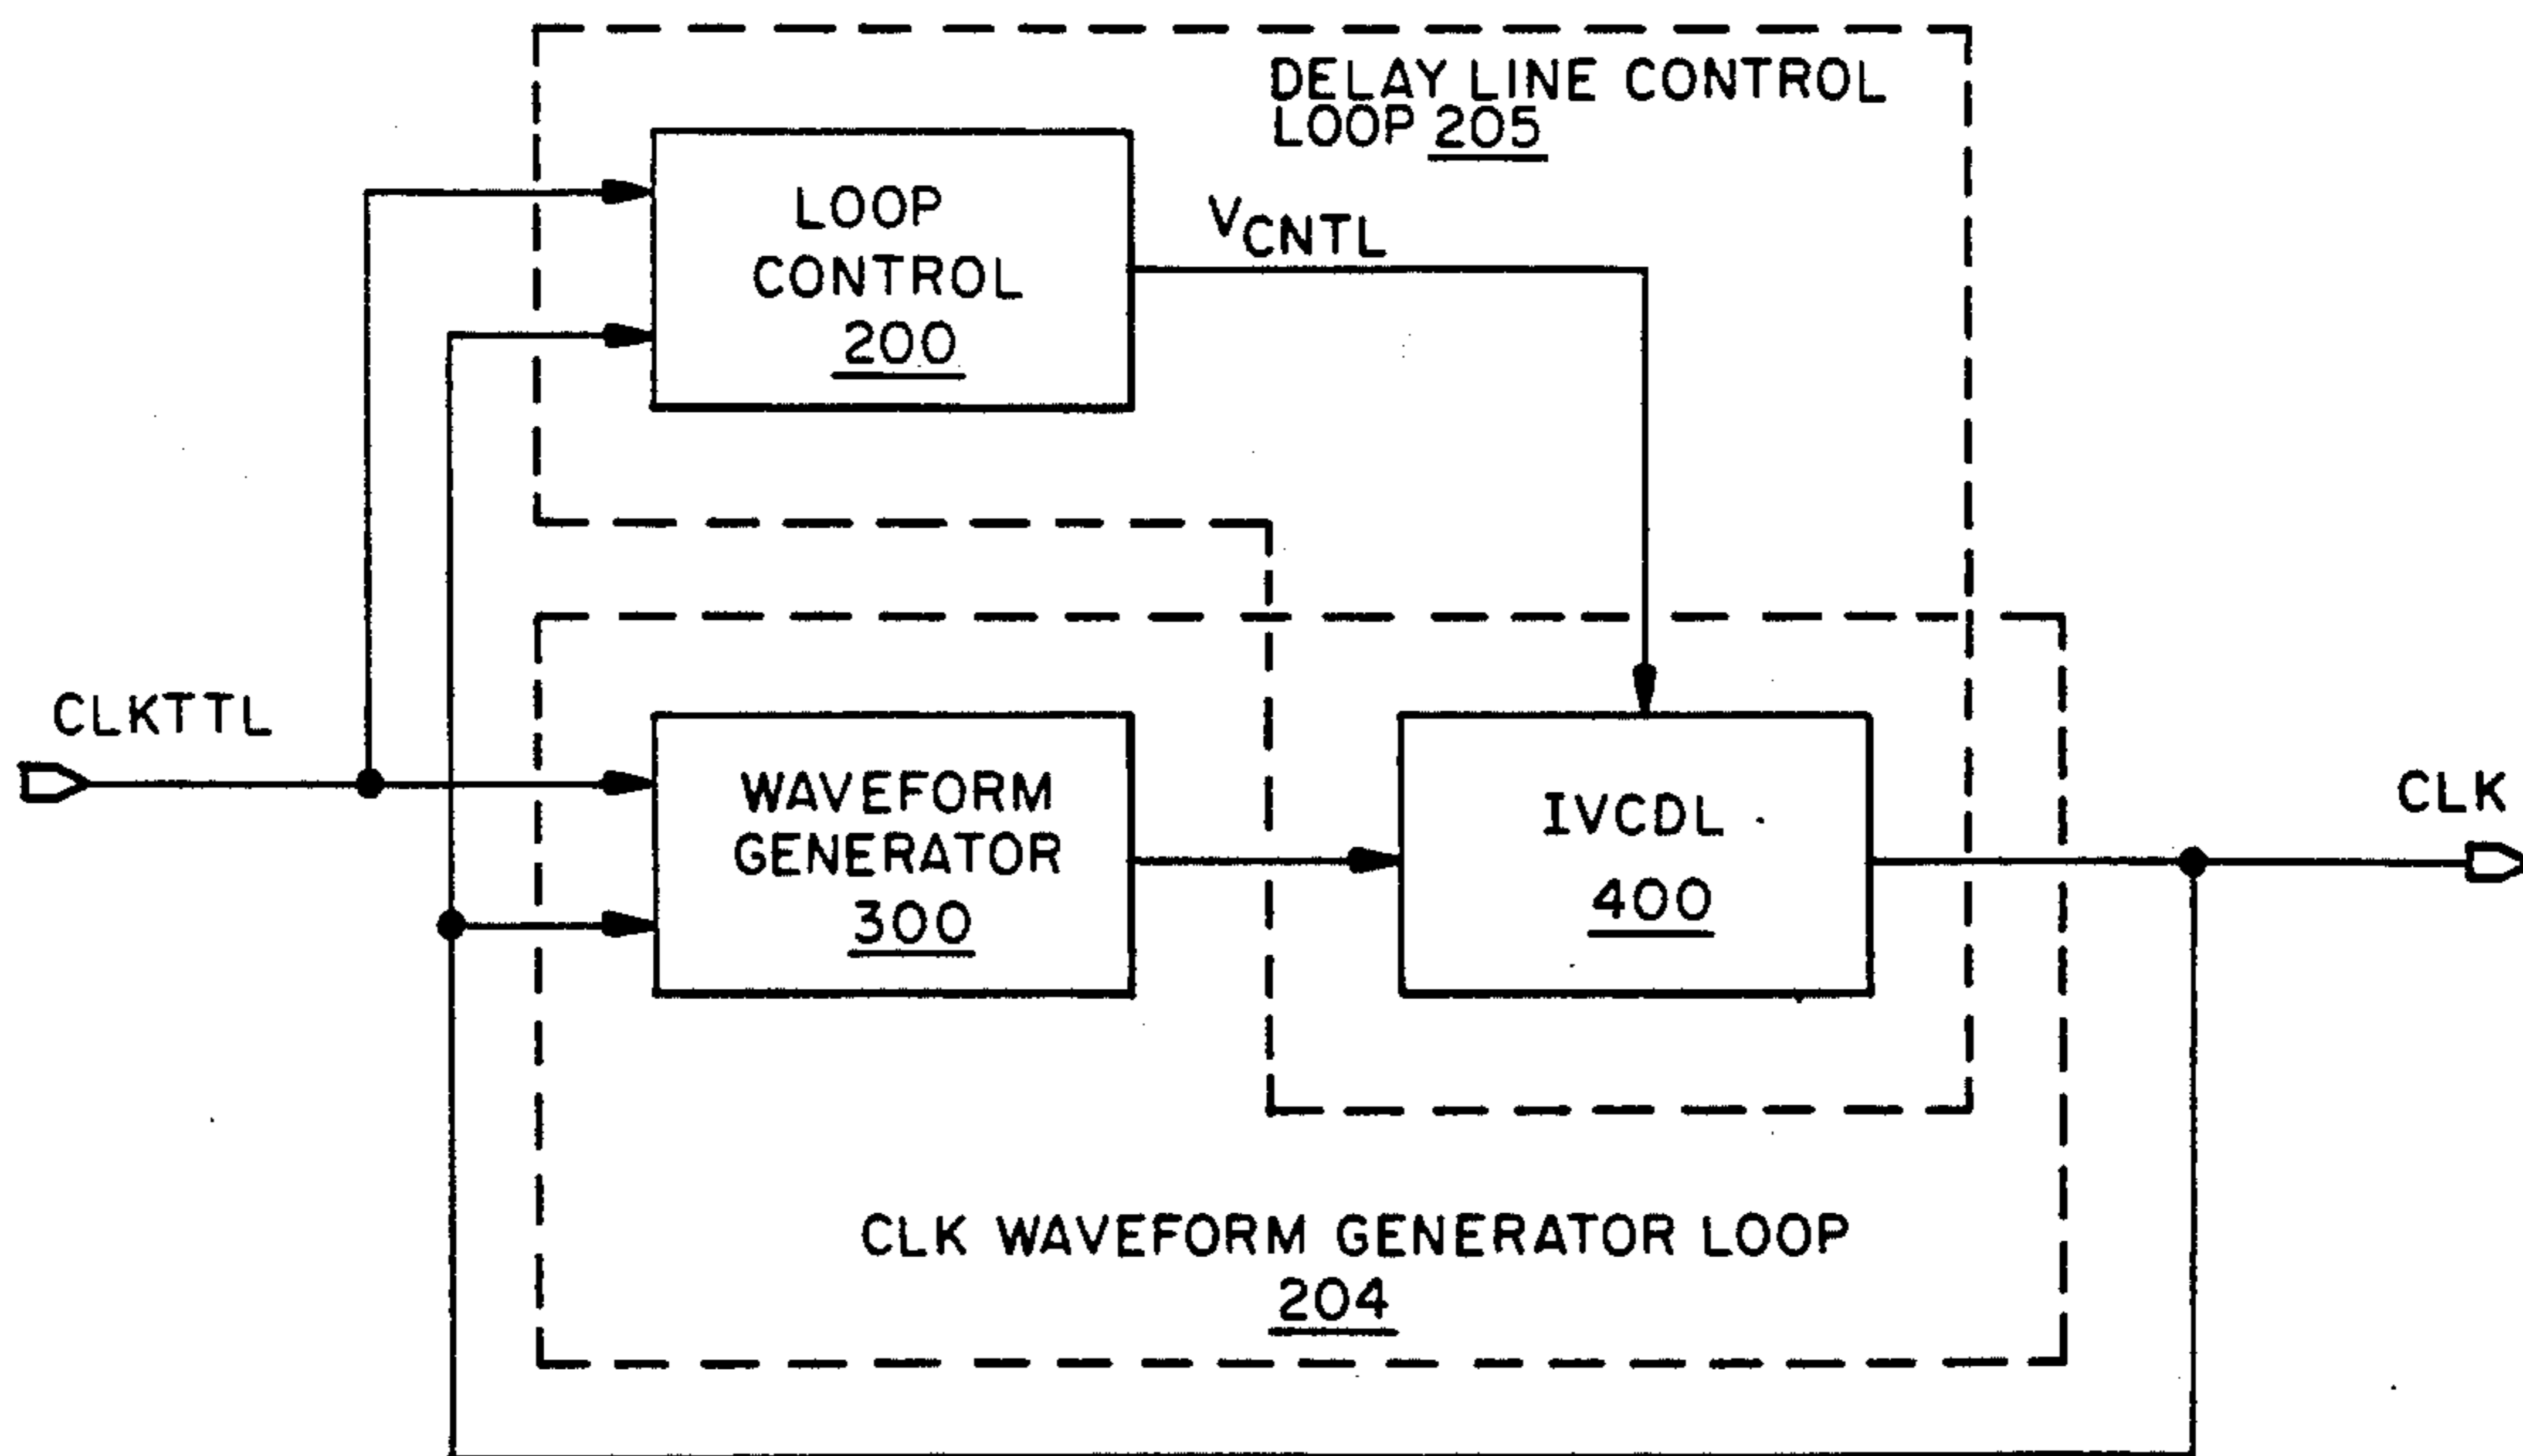 DELAY LINE CONTROL
LOOP 205
LOOP
CONTROL
200
VCNTL
CLKTTL
WAVEFORM
GENERATOR
300
IVCDL
400
CLK
CLK WAVEFORM GENERATOR LOOP
204